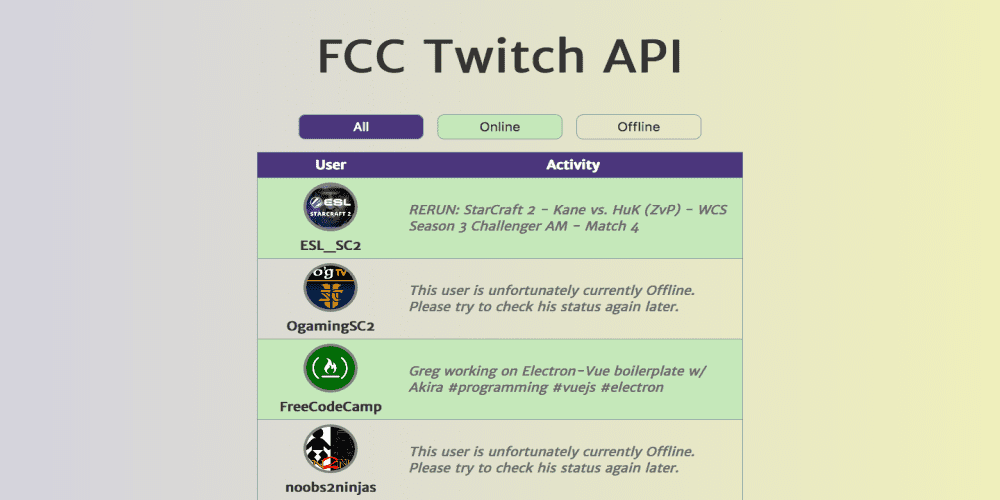 FCC Twitch API
All Online Offline
User Activity
ESL
STARCRAFT 2
RERUN: StarCraft 2 - Kane vs. HuK (ZvP) - WCS
Season 3 Challenger AM - Match 4
ESL_SC2
og TV
This user is unfortunately currently Offline.
Please try to check his status again later.
OgamingSC2
Greg working on Electron-Vue boilerplate w/
Akira #programming #vuejs #electron
FreeCodeCamp
This user is unfortunately currently Offline.
Please try to check his status again later.
noobs2ninjas